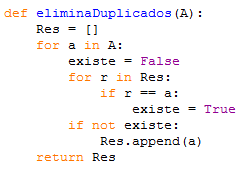 def eliminaDuplicados(A):
    Res = []
    for a in A:
        existe = False
        for r in Res:
            if r == a:
                existe = True
        if not existe:
            Res.append(a)
    return Res